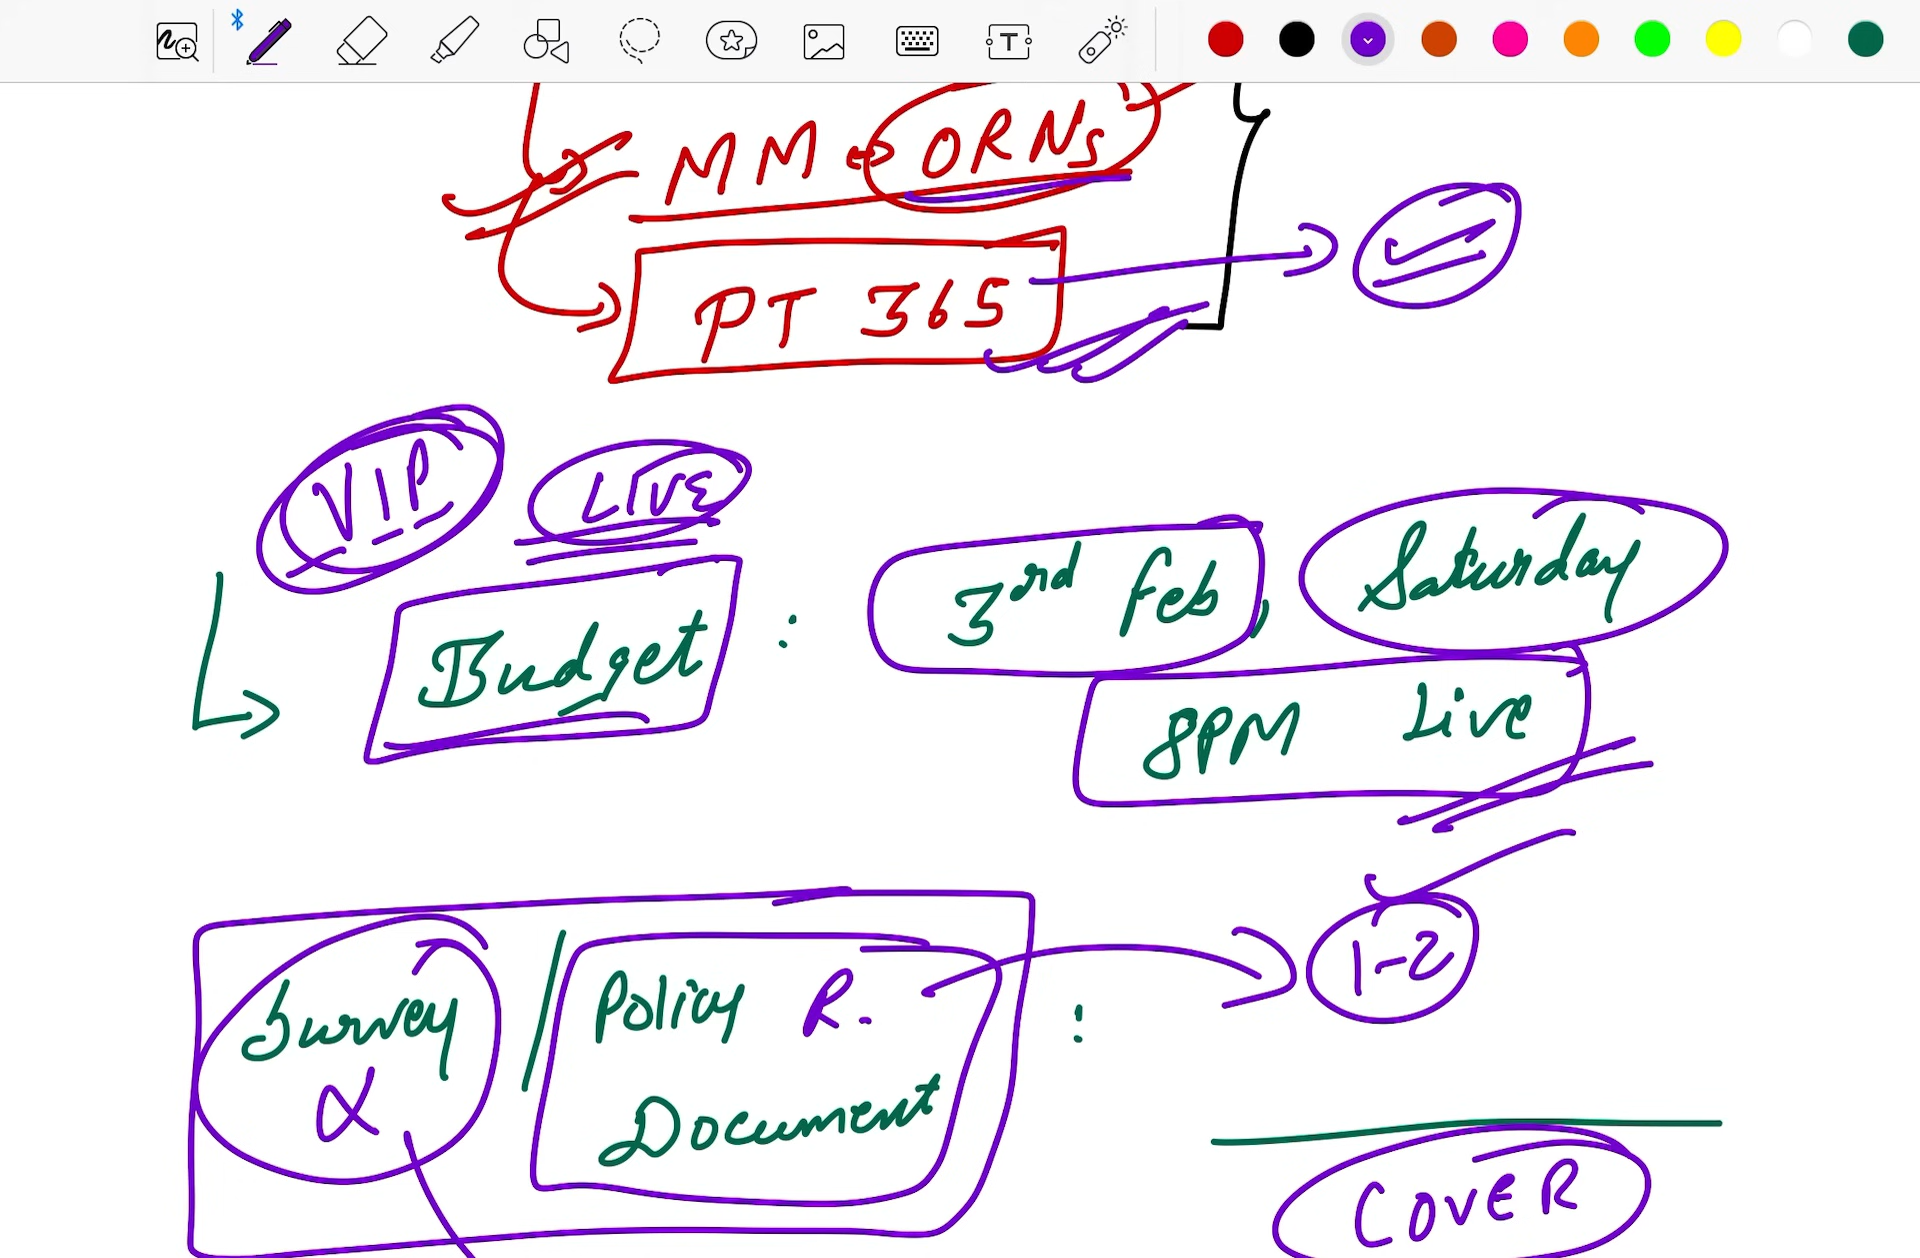 MM ORNs
PT 365
VIP LIVE
Budget : 3rd Feb, Saturday
8PM Live
1-2
Survey / Policy R. :
Document
COVER